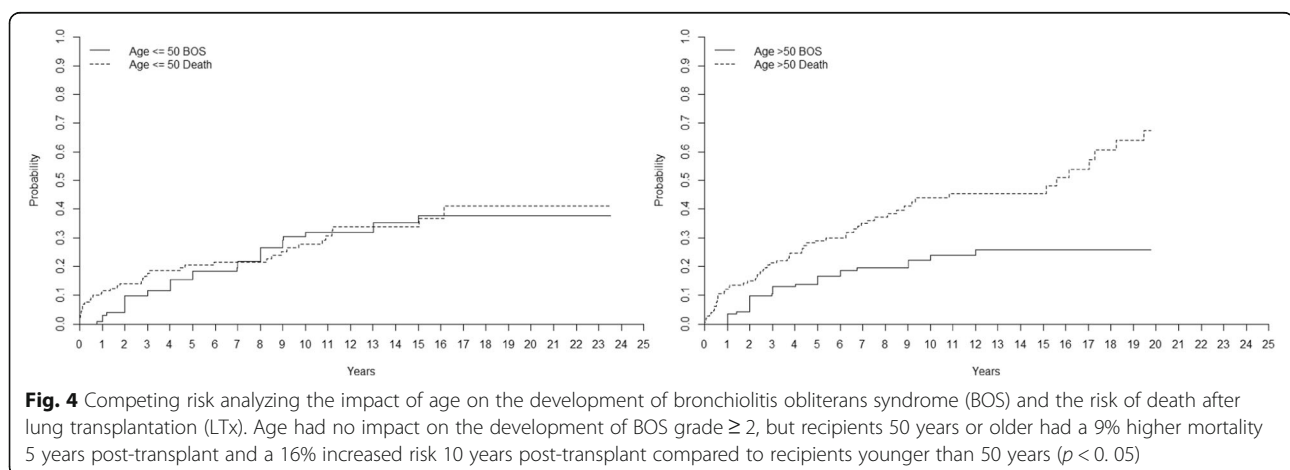 1.0
0.9
0.8
0.7
0.6
0.5
0.4
0.3
0.2
0.1
0.0
Probability
Age <= 50 BOS
Age <= 50 Death
0 1 2 3 4 5 6 7 8 9 10 11 12 13 14 15 16 17 18 19 20 21 22 23 24 25
Years
1.0
0.9
0.8
0.7
0.6
0.5
0.4
0.3
0.2
0.1
0.0
Probability
Age >50 BOS
Age >50 Death
0 1 2 3 4 5 6 7 8 9 10 11 12 13 14 15 16 17 18 19 20 21 22 23 24 25
Years
Fig. 4 Competing risk analyzing the impact of age on the development of bronchiolitis obliterans syndrome (BOS) and the risk of death after
lung transplantation (LTx). Age had no impact on the development of BOS grade ≥ 2, but recipients 50 years or older had a 9% higher mortality
5 years post-transplant and a 16% increased risk 10 years post-transplant compared to recipients younger than 50 years (p < 0. 05)